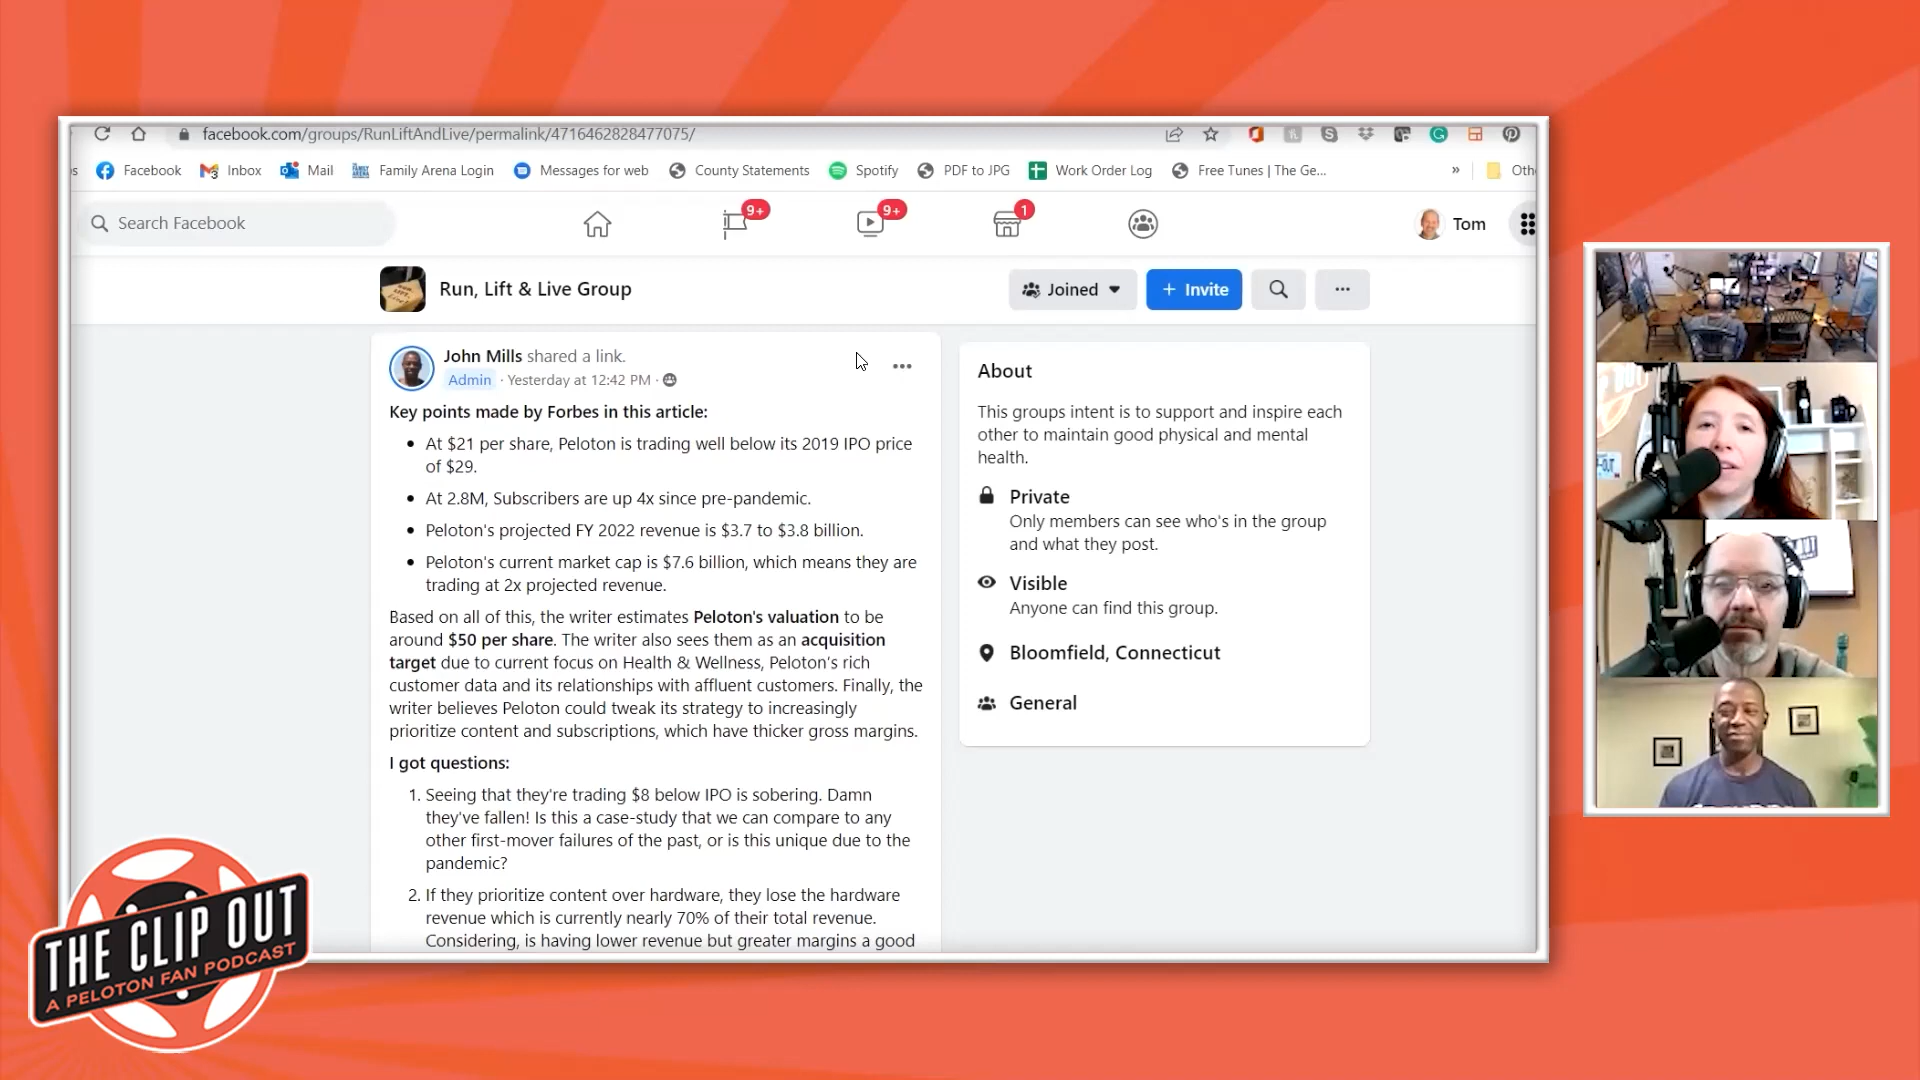 facebook.com/groups/RunLiftAndLive/permalink/4716462828477075/
Facebook
Inbox
Mail
Family Arena Login
Messages for web
County Statements
Spotify
PDF to JPG
Work Order Log
Free Tunes | The Ge...
»
Search Facebook
9+
9+
1
Tom
Run, Lift & Live Group
Joined
+ Invite
John Mills shared a link.
Admin · Yesterday at 12:42 PM ·
Key points made by Forbes in this article:
• At $21 per share, Peloton is trading well below its 2019 IPO price
of $29.
• At 2.8M, Subscribers are up 4x since pre-pandemic.
• Peloton's projected FY 2022 revenue is $3.7 to $3.8 billion.
• Peloton's current market cap is $7.6 billion, which means they are
trading at 2x projected revenue.
Based on all of this, the writer estimates Peloton's valuation to be
around $50 per share. The writer also sees them as an acquisition
target due to current focus on Health & Wellness, Peloton's rich
customer data and its relationships with affluent customers. Finally, the
writer believes Peloton could tweak its strategy to increasingly
prioritize content and subscriptions, which have thicker gross margins.
I got questions:
1. Seeing that they're trading $8 below IPO is sobering. Damn
they've fallen! Is this a case-study that we can compare to any
other first-mover failures of the past, or is this unique due to the
pandemic?
2. If they prioritize content over hardware, they lose the hardware
revenue which is currently nearly 70% of their total revenue.
Considering, is having lower revenue but greater margins a good
About
This groups intent is to support and inspire each
other to maintain good physical and mental
health.
Private
Only members can see who's in the group
and what they post.
Visible
Anyone can find this group.
Bloomfield, Connecticut
General
THE CLIP OUT
A PELOTON FAN PODCAST